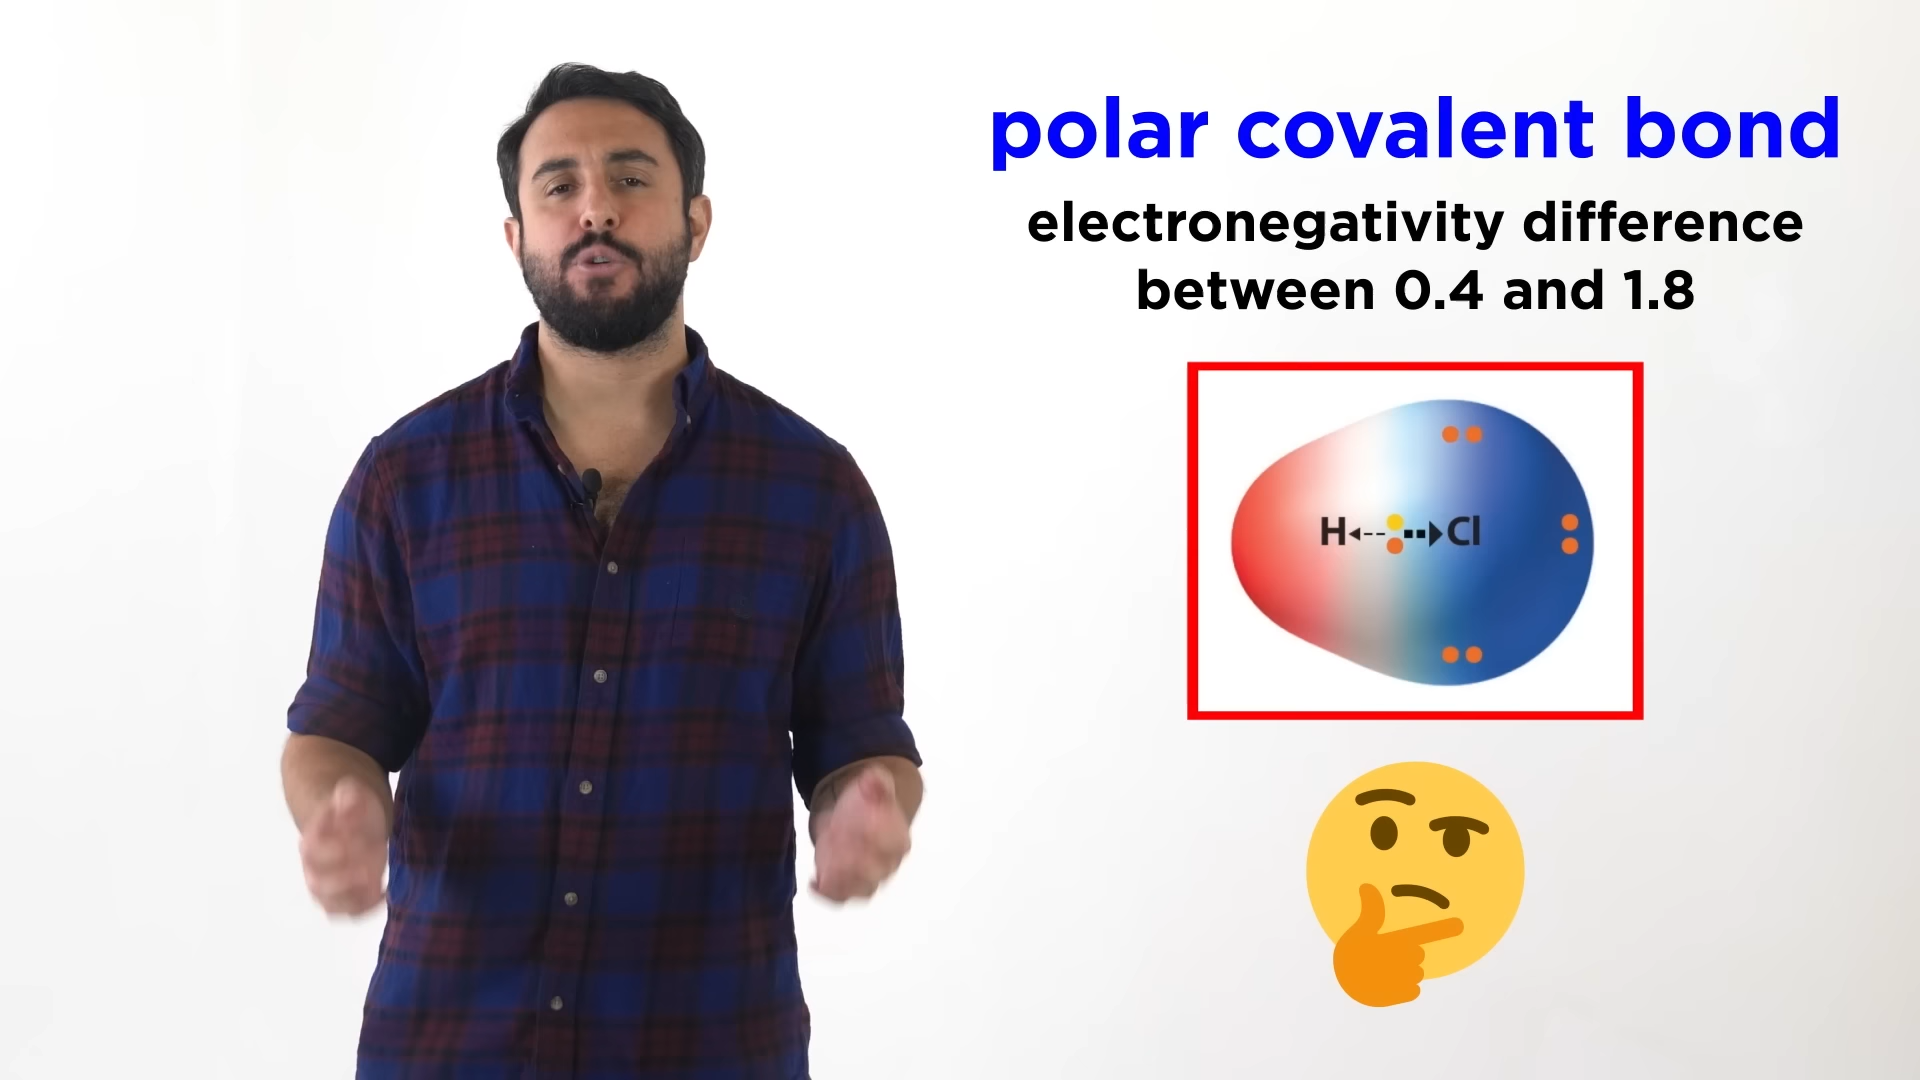 polar covalent bond
electronegativity difference
between 0.4 and 1.8
H Cl